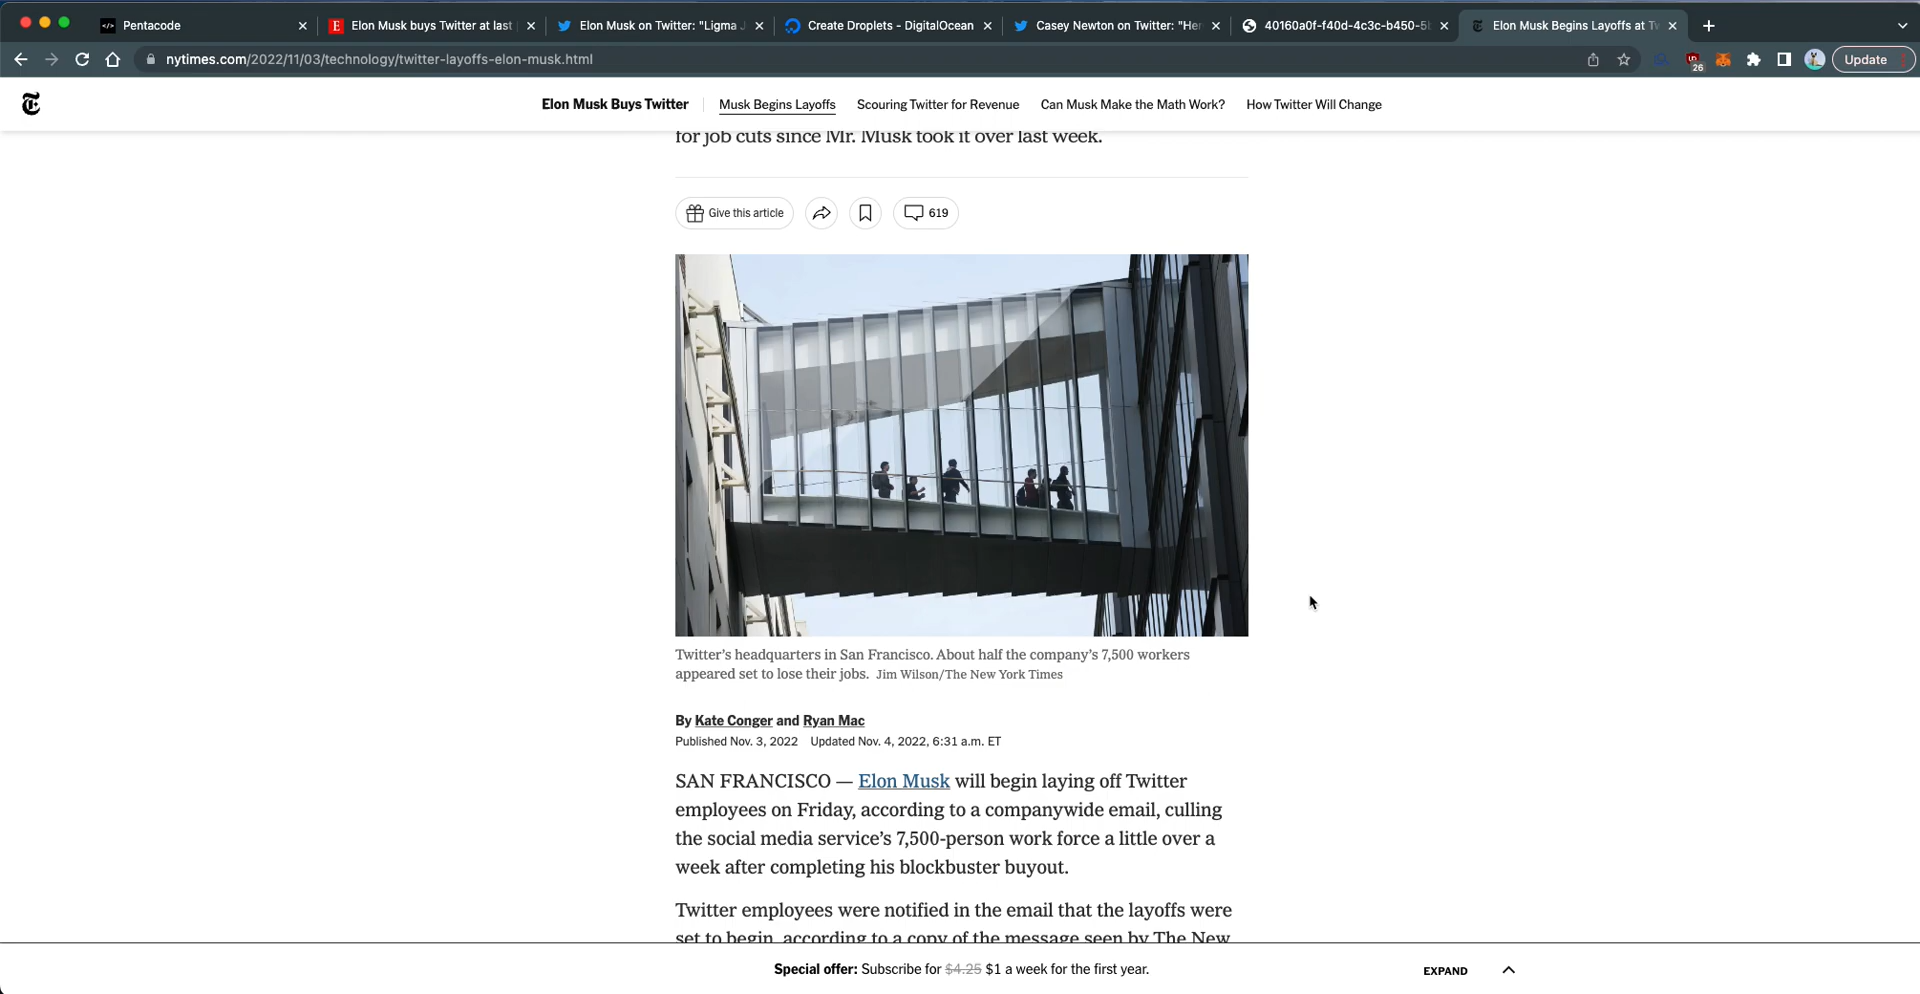 Pentacode
Elon Musk buys Twitter at last
Elon Musk on Twitter: "Ligma J
Create Droplets - DigitalOcean
Casey Newton on Twitter: "Her
40160a0f-f40d-4c3c-b450-5
Elon Musk Begins Layoffs at Tw
nytimes.com/2022/11/03/technology/twitter-layoffs-elon-musk.html
26
Update
Elon Musk Buys Twitter
Musk Begins Layoffs
Scouring Twitter for Revenue
Can Musk Make the Math Work?
How Twitter Will Change
for job cuts since Mr. Musk took it over last week.
Give this article
619
Twitter's headquarters in San Francisco. About half the company's 7,500 workers
appeared set to lose their jobs. Jim Wilson/The New York Times
By Kate Conger and Ryan Mac
Published Nov. 3, 2022 Updated Nov. 4, 2022, 6:31 a.m. ET
SAN FRANCISCO — Elon Musk will begin laying off Twitter
employees on Friday, according to a companywide email, culling
the social media service's 7,500-person work force a little over a
week after completing his blockbuster buyout.
Twitter employees were notified in the email that the layoffs were
set to begin, according to a copy of the message seen by The New
Special offer: Subscribe for $4.25 $1 a week for the first year.
EXPAND